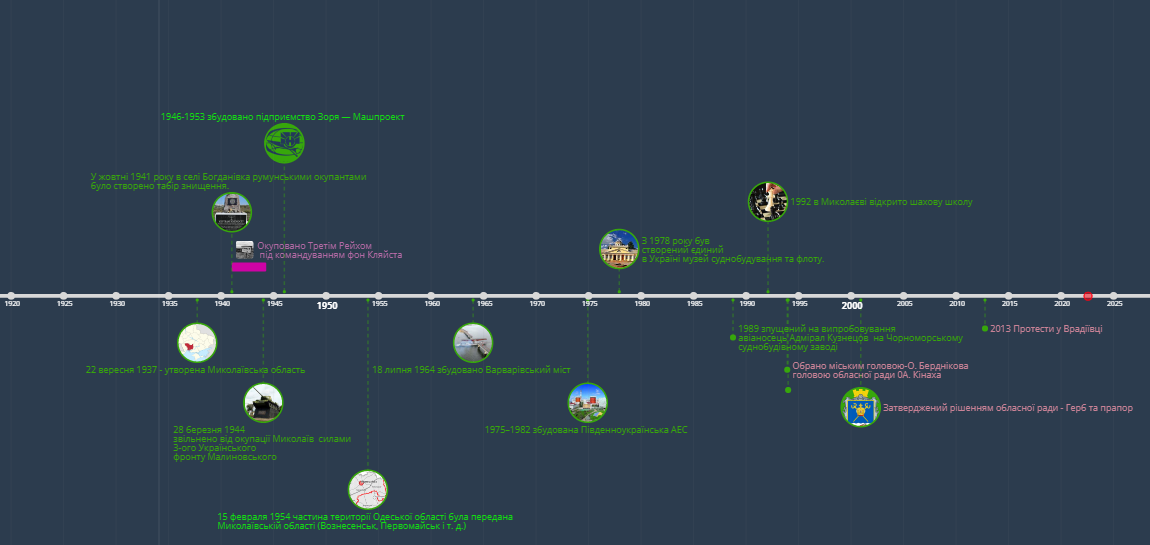 1946-1953 збудовано підприємство Зоря — Машпроект
У жовтні 1941 року в селі Богданівка румунськими окупантами
було створено табір знищення.
Окуповано Третім Рейхом
під командуванням фон Кляйста
1992 в Миколаєві відкрито шахову школу
З 1978 року був
створений єдиний
в Україні музей суднобудування та флоту.
1920 1925 1930 1935 1940 1945 1950 1955 1960 1965 1970 1975 1980 1985 1990 1995 2000 2005 2010 2015 2020 2025
1989 зпущений на випробовування
авіаносець'Адмірал Кузнецов' на Чорноморському
суднобудівному заводі
2013 Протести у Врадіївці
22 вересня 1937 - утворена Миколаївська область
18 липня 1964 збудовано Варварівський міст
Обрано міським головою-О. Берднікова
головою обласної ради 0А. Кінаха
Затверджений рішенням обласної ради - Герб та прапор
28 березня 1944
звільнено від окупації Миколаїв силами
3-ого Українського
фронту Малиновського
1975–1982 збудована Південноукраїнська АЕС
15 февраля 1954 частина території Одеської області була передана
Миколаївській області (Вознесенськ, Первомайськ і т. д.)